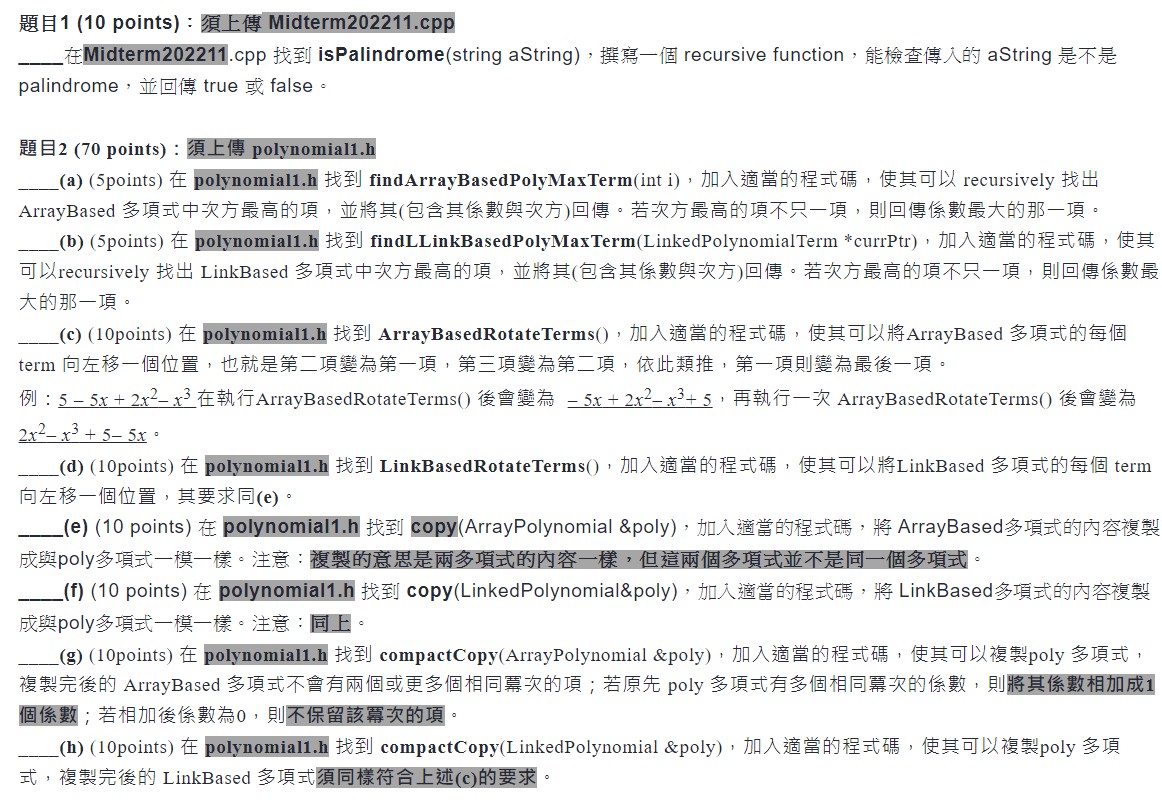 題目1 (10 points)：須上傳 Midterm202211.cpp
____在Midterm202211.cpp 找到 isPalindrome(string aString)，撰寫一個 recursive function，能檢查傳入的 aString 是不是
palindrome，並回傳 true 或 false。
題目2 (70 points)：須上傳 polynomial1.h
____(a) (5points) 在 polynomial1.h 找到 findArrayBasedPolyMaxTerm(int i)，加入適當的程式碼，使其可以 recursively 找出
ArrayBased 多項式中次方最高的項，並將其(包含其係數與次方)回傳。若次方最高的項不只一項，則回傳係數最大的那一項。
____(b) (5points) 在 polynomial1.h 找到 findLLinkBasedPolyMaxTerm(LinkedPolynomialTerm *currPtr)，加入適當的程式碼，使其
可以recursively 找出 LinkBased 多項式中次方最高的項，並將其(包含其係數與次方)回傳。若次方最高的項不只一項，則回傳係數最
大的那一項。
____(c) (10points) 在 polynomial1.h 找到 ArrayBasedRotateTerms()，加入適當的程式碼，使其可以將ArrayBased 多項式的每個
term 向左移一個位置，也就是第二項變為第一項，第三項變為第二項，依此類推，第一項則變為最後一項。
例：5 – 5x + 2x²– x³ 在執行ArrayBasedRotateTerms() 後會變為 – 5x + 2x²– x³+ 5，再執行一次 ArrayBasedRotateTerms() 後會變為
2x²– x³ + 5– 5x。
____(d) (10points) 在 polynomial1.h 找到 LinkBasedRotateTerms()，加入適當的程式碼，使其可以將LinkBased 多項式的每個 term
向左移一個位置，其要求同(e)。
____(e) (10 points) 在 polynomial1.h 找到 copy(ArrayPolynomial &poly)，加入適當的程式碼，將 ArrayBased多項式的內容複製
成與poly多項式一模一樣。注意：複製的意思是兩多項式的內容一樣，但這兩個多項式並不是同一個多項式。
____(f) (10 points) 在 polynomial1.h 找到 copy(LinkedPolynomial&poly)，加入適當的程式碼，將 LinkBased多項式的內容複製
成與poly多項式一模一樣。注意：同上。
____(g) (10points) 在 polynomial1.h 找到 compactCopy(ArrayPolynomial &poly)，加入適當的程式碼，使其可以複製poly 多項式，
複製完後的 ArrayBased 多項式不會有兩個或更多個相同冪次的項；若原先 poly 多項式有多個相同冪次的係數，則將其係數相加成1
個係數；若相加後係數為0，則不保留該冪次的項。
____(h) (10points) 在 polynomial1.h 找到 compactCopy(LinkedPolynomial &poly)，加入適當的程式碼，使其可以複製poly 多項
式，複製完後的 LinkBased 多項式須同樣符合上述(c)的要求。